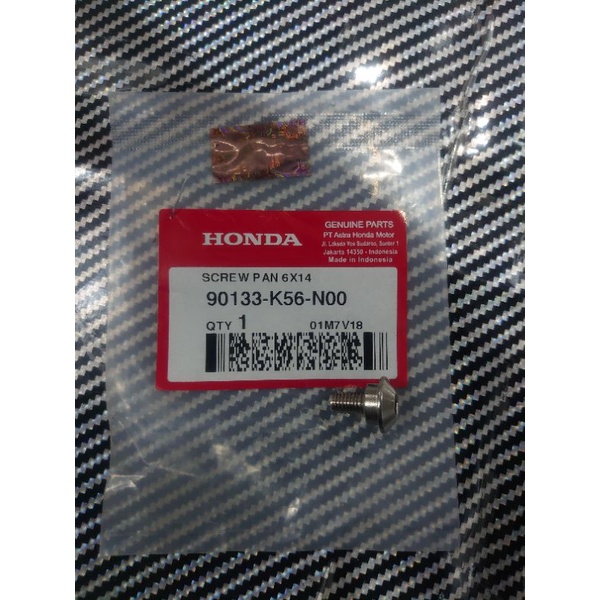 HONDA
GENUINE PARTS
PT Astra Honda Motor
Jl. Laksda Yos Sudarso, Sunter 1
Jakarta 14350 - Indonesia
Made in Indonesia
SCREW PAN 6X14
90133-K56-N00
QTY 1 01M7V18